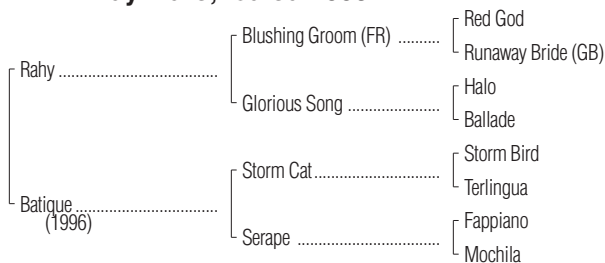 Blushing Groom (FR)
Red God
Runaway Bride (GB)
Rahy
Glorious Song
Halo
Ballade
Storm Cat
Storm Bird
Terlingua
Batique
(1996)
Serape
Fappiano
Mochila